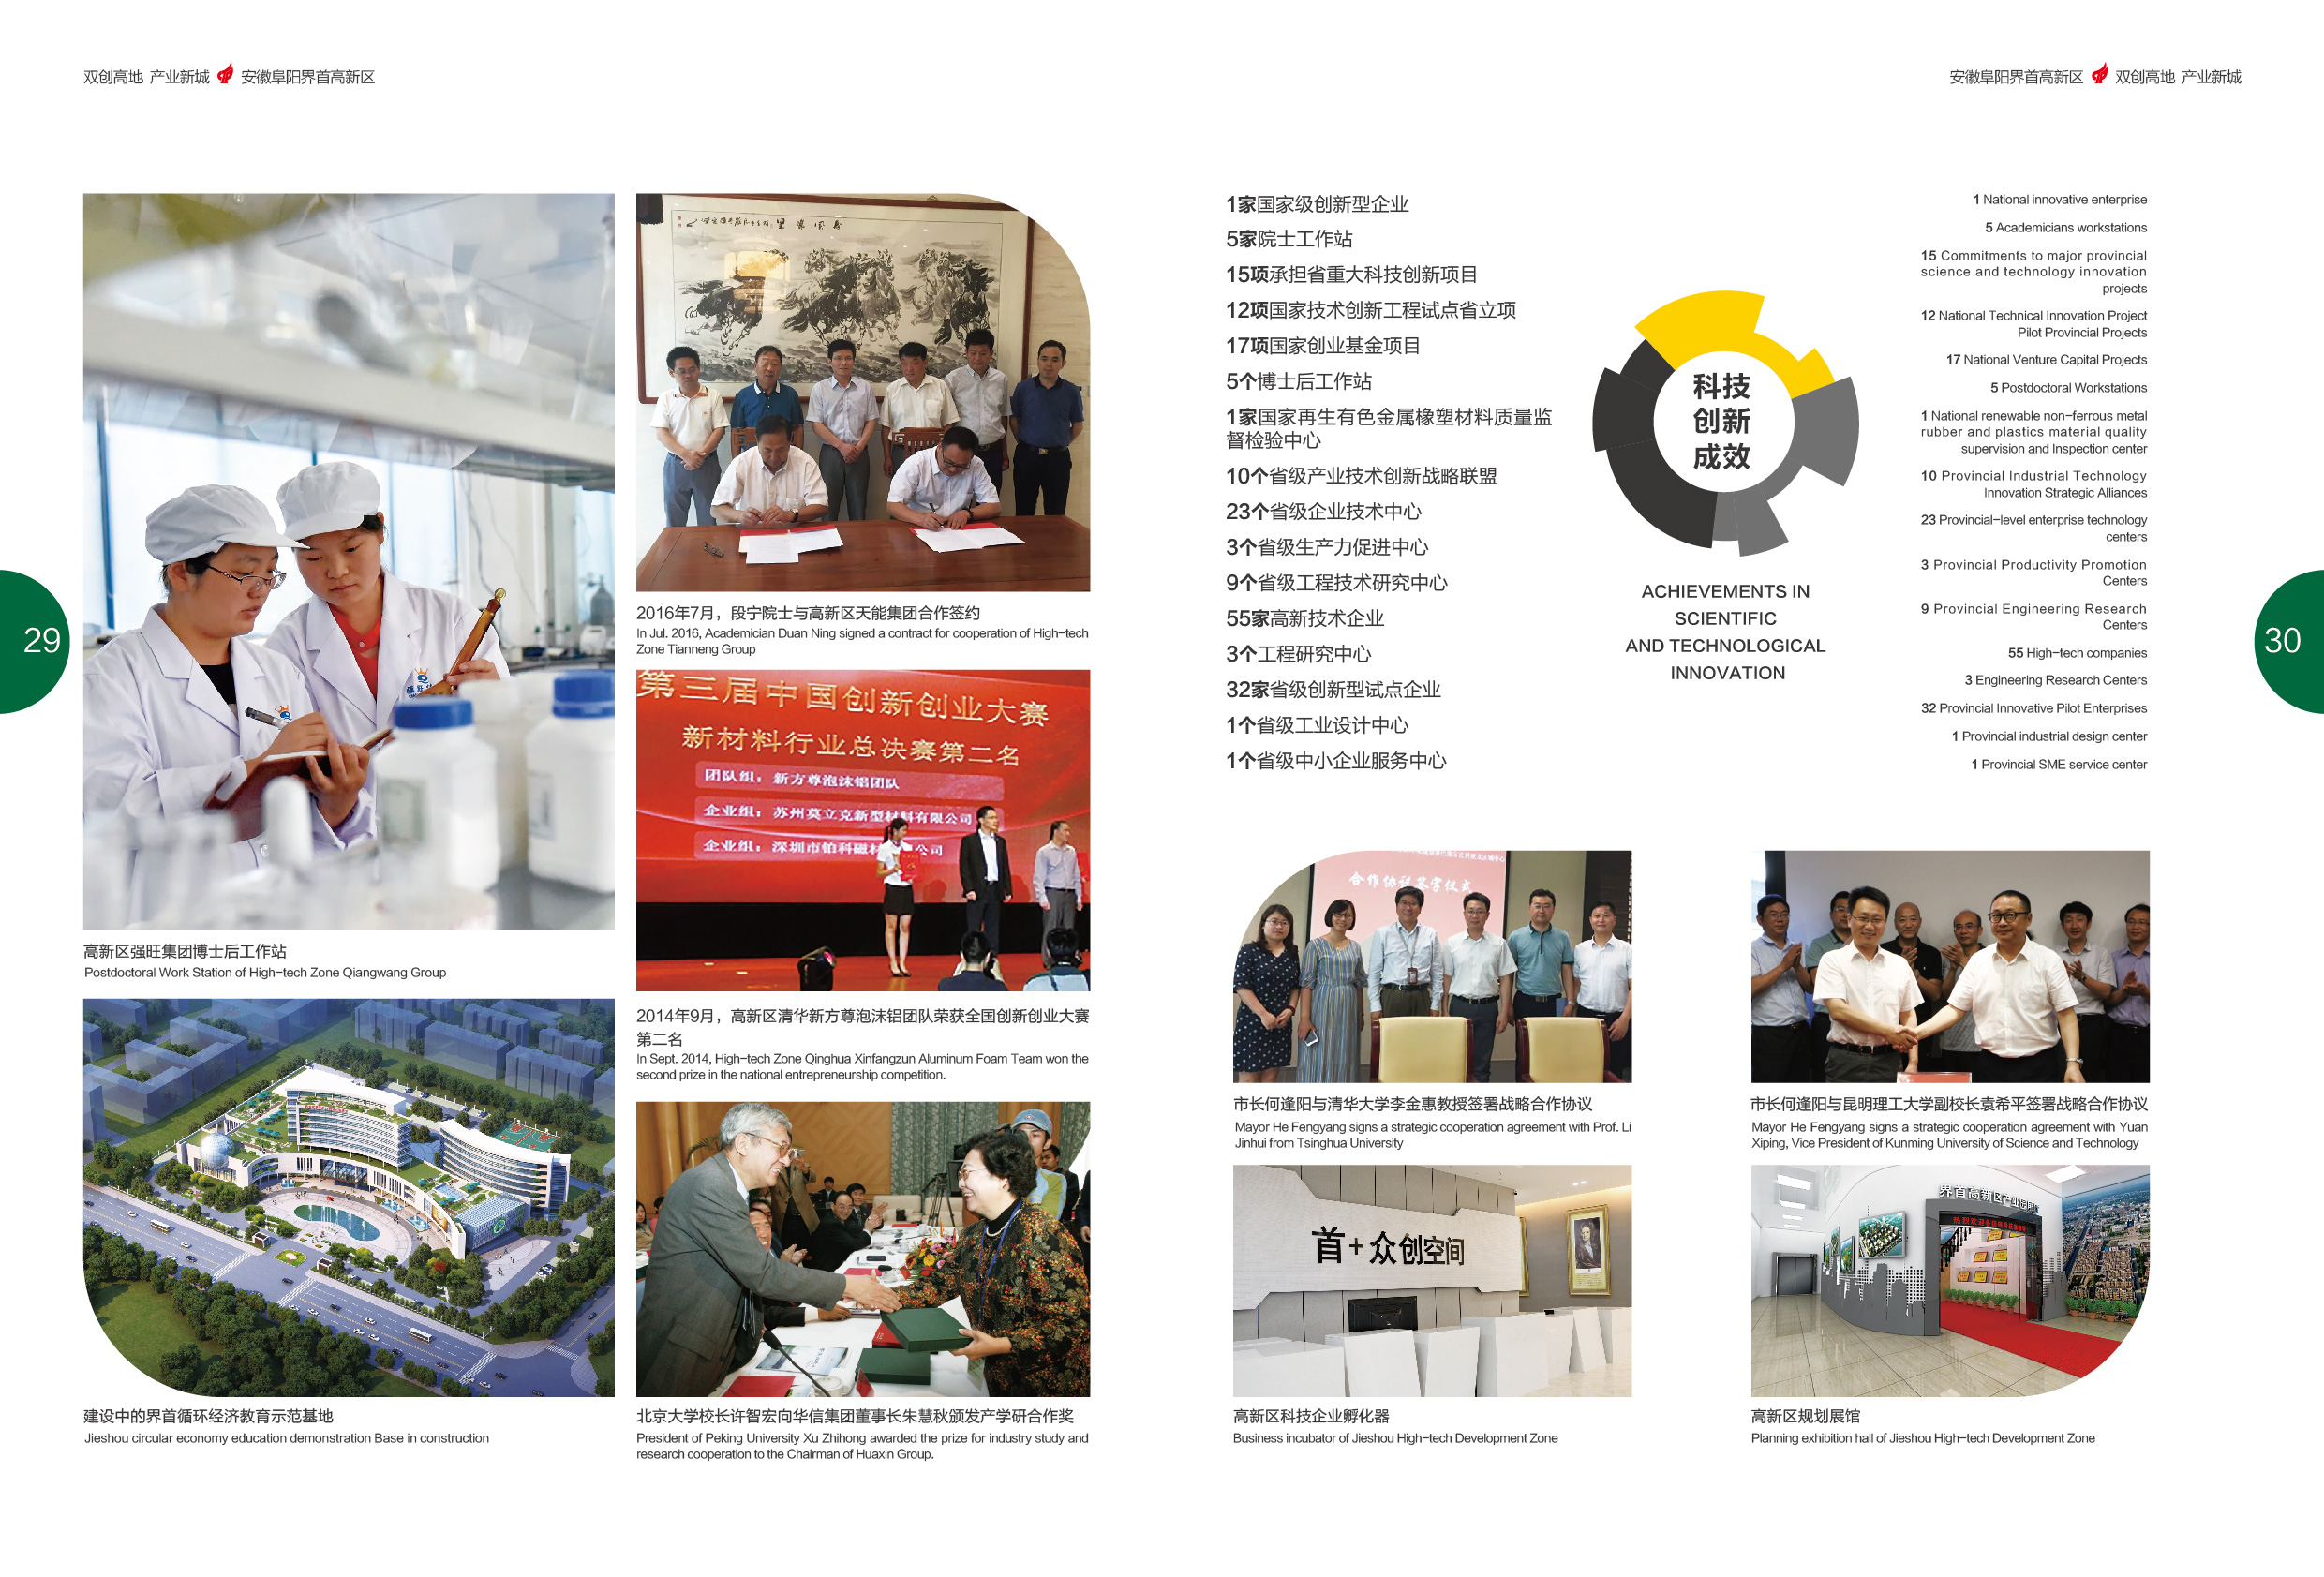 双创高地 产业新城 安徽阜阳界首高新区
安徽阜阳界首高新区 双创高地 产业新城
29
高新区强旺集团博士后工作站
Postdoctoral Work Station of High-tech Zone Qiangwang Group
建设中的界首循环经济教育示范基地
Jieshou circular economy education demonstration Base in construction
2016年7月，段宁院士与高新区天能集团合作签约
In Jul. 2016, Academician Duan Ning signed a contract for cooperation of High-tech
Zone Tianneng Group
第三届中国创新创业大赛
新材料行业总决赛第二名
团队组：新方尊泡沫铝团队
企业组：苏州莫立克新型材料有限公司
企业组：深圳市铂科磁材
公司
2014年9月，高新区清华新方尊泡沫铝团队荣获全国创新创业大赛
第二名
In Sept. 2014, High-tech Zone Qinghua Xinfangzun Aluminum Foam Team won the
second prize in the national entrepreneurship competition.
北京大学校长许智宏向华信集团董事长朱慧秋颁发产学研合作奖
President of Peking University Xu Zhihong awarded the prize for industry study and
research cooperation to the Chairman of Huaxin Group.
1家国家级创新型企业
5家院士工作站
15项承担省重大科技创新项目
12项国家技术创新工程试点省立项
17项国家创业基金项目
5个博士后工作站
1家国家再生有色金属橡塑材料质量监
督检验中心
10个省级产业技术创新战略联盟
23个省级企业技术中心
3个省级生产力促进中心
9个省级工程技术研究中心
55家高新技术企业
3个工程研究中心
32家省级创新型试点企业
1个省级工业设计中心
1个省级中小企业服务中心
科技
创新
成效
ACHIEVEMENTS IN
SCIENTIFIC
AND TECHNOLOGICAL
INNOVATION
1 National innovative enterprise
5 Academicians workstations
15 Commitments to major provincial
science and technology innovation
projects
12 National Technical Innovation Project
Pilot Provincial Projects
17 National Venture Capital Projects
5 Postdoctoral Workstations
1 National renewable non-ferrous metal
rubber and plastics material quality
supervision and Inspection center
10 Provincial Industrial Technology
Innovation Strategic Alliances
23 Provincial-level enterprise technology
centers
3 Provincial Productivity Promotion
Centers
9 Provincial Engineering Research
Centers
55 High-tech companies
3 Engineering Research Centers
32 Provincial Innovative Pilot Enterprises
1 Provincial industrial design center
1 Provincial SME service center
30
合作协议签字仪式
市长何逢阳与清华大学李金惠教授签署战略合作协议
Mayor He Fengyang signs a strategic cooperation agreement with Prof. Li
Jinhui from Tsinghua University
市长何逢阳与昆明理工大学副校长袁希平签署战略合作协议
Mayor He Fengyang signs a strategic cooperation agreement with Yuan
Xiping, Vice President of Kunming University of Science and Technology
首+众创空间
高新区科技企业孵化器
Business incubator of Jieshou High-tech Development Zone
界首高新区
高新区规划展馆
Planning exhibition hall of Jieshou High-tech Development Zone